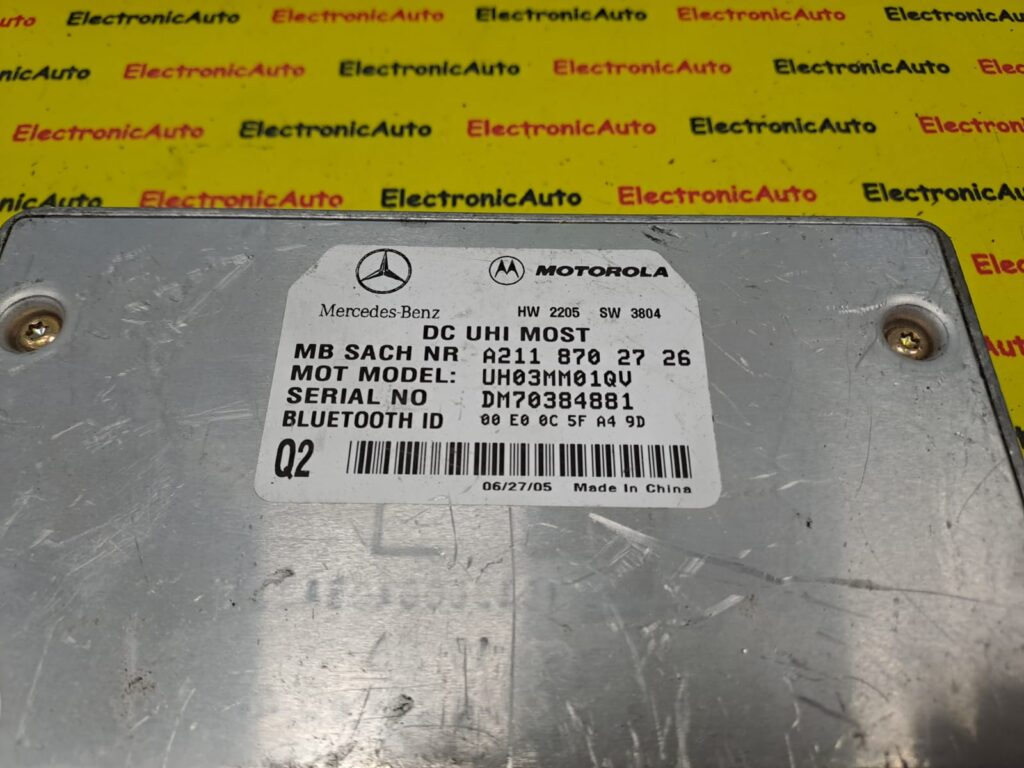 ElectronicAuto ElectronicAuto ElectronicAuto ElectronicAuto
ElectronicAuto ElectronicAuto ElectronicAuto ElectronicAuto
ElectronicAuto ElectronicAuto ElectronicAuto ElectronicAuto
ElectronicAuto ElectronicAuto ElectronicAuto
MOTOROLA
Mercedes-Benz HW 2205 SW 3804
DC UHI MOST
MB SACH NR A211 870 27 26
MOT MODEL: UH03MM01QV
SERIAL NO DM70384881
BLUETOOTH ID 00 E0 0C 5F A4 9D
Q2
06/27/05 Made In China